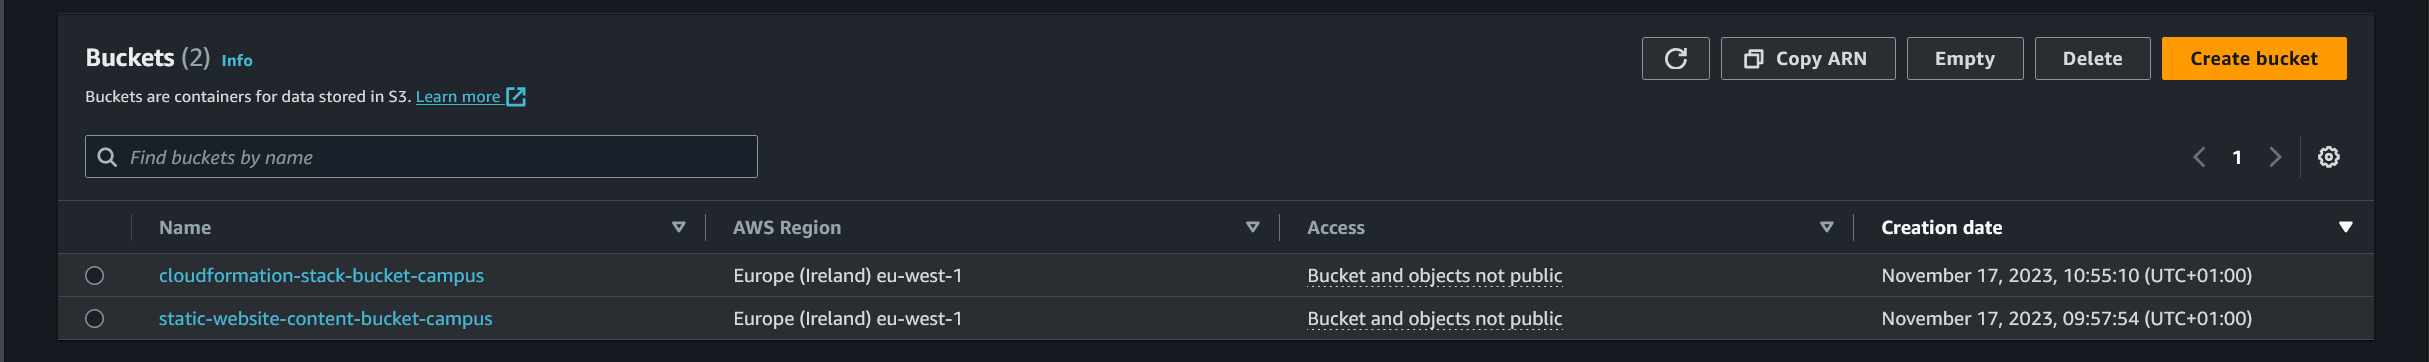 Buckets (2) Info
Copy ARN Empty Delete Create bucket
Buckets are containers for data stored in S3. Learn more
Find buckets by name
1
Name AWS Region Access Creation date
cloudformation-stack-bucket-campus Europe (Ireland) eu-west-1 Bucket and objects not public November 17, 2023, 10:55:10 (UTC+01:00)
static-website-content-bucket-campus Europe (Ireland) eu-west-1 Bucket and objects not public November 17, 2023, 09:57:54 (UTC+01:00)